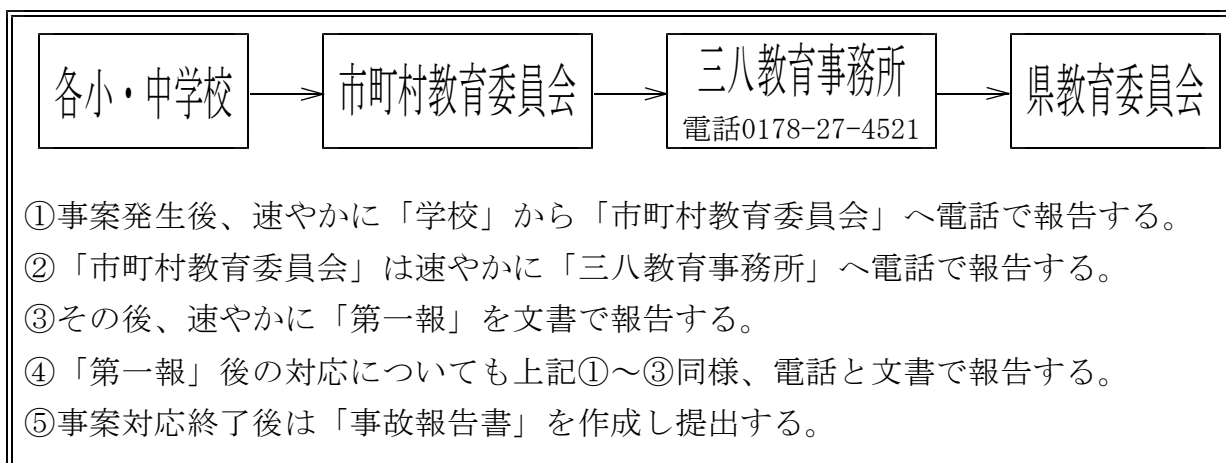 各小・中学校
市町村教育委員会
三八教育事務所
電話0178-27-4521
県教育委員会
①事案発生後、速やかに「学校」から「市町村教育委員会」へ電話で報告する。
②「市町村教育委員会」は速やかに「三八教育事務所」へ電話で報告する。
③その後、速やかに「第一報」を文書で報告する。
④「第一報」後の対応についても上記①～③同様、電話と文書で報告する。
⑤事案対応終了後は「事故報告書」を作成し提出する。